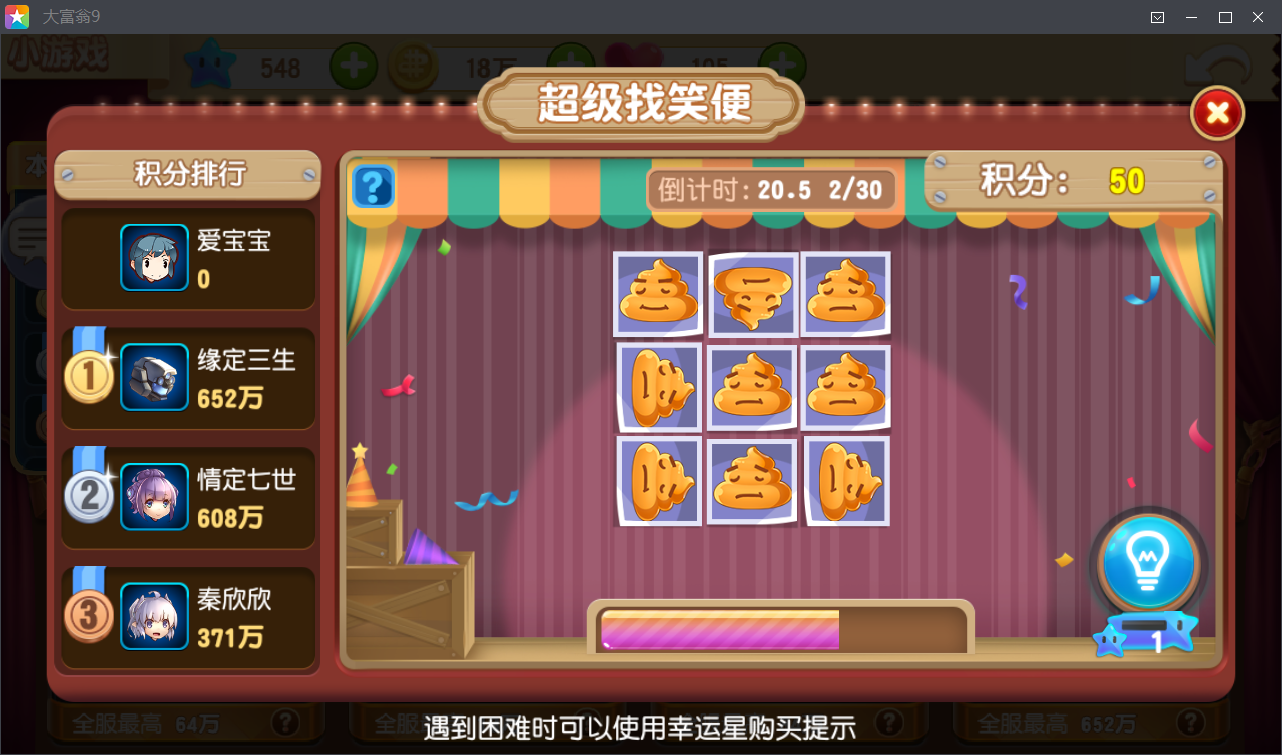 大富翁9
小游戏
548
18万
105
超级找笑便
积分排行
倒计时：20.5 2/30
积分： 50
爱宝宝
0
1
缘定三生
652万
2
情定七世
608万
3
秦欣欣
371万
1
全服最高 64万
全服最高 652万
遇到困难时可以使用幸运星购买提示